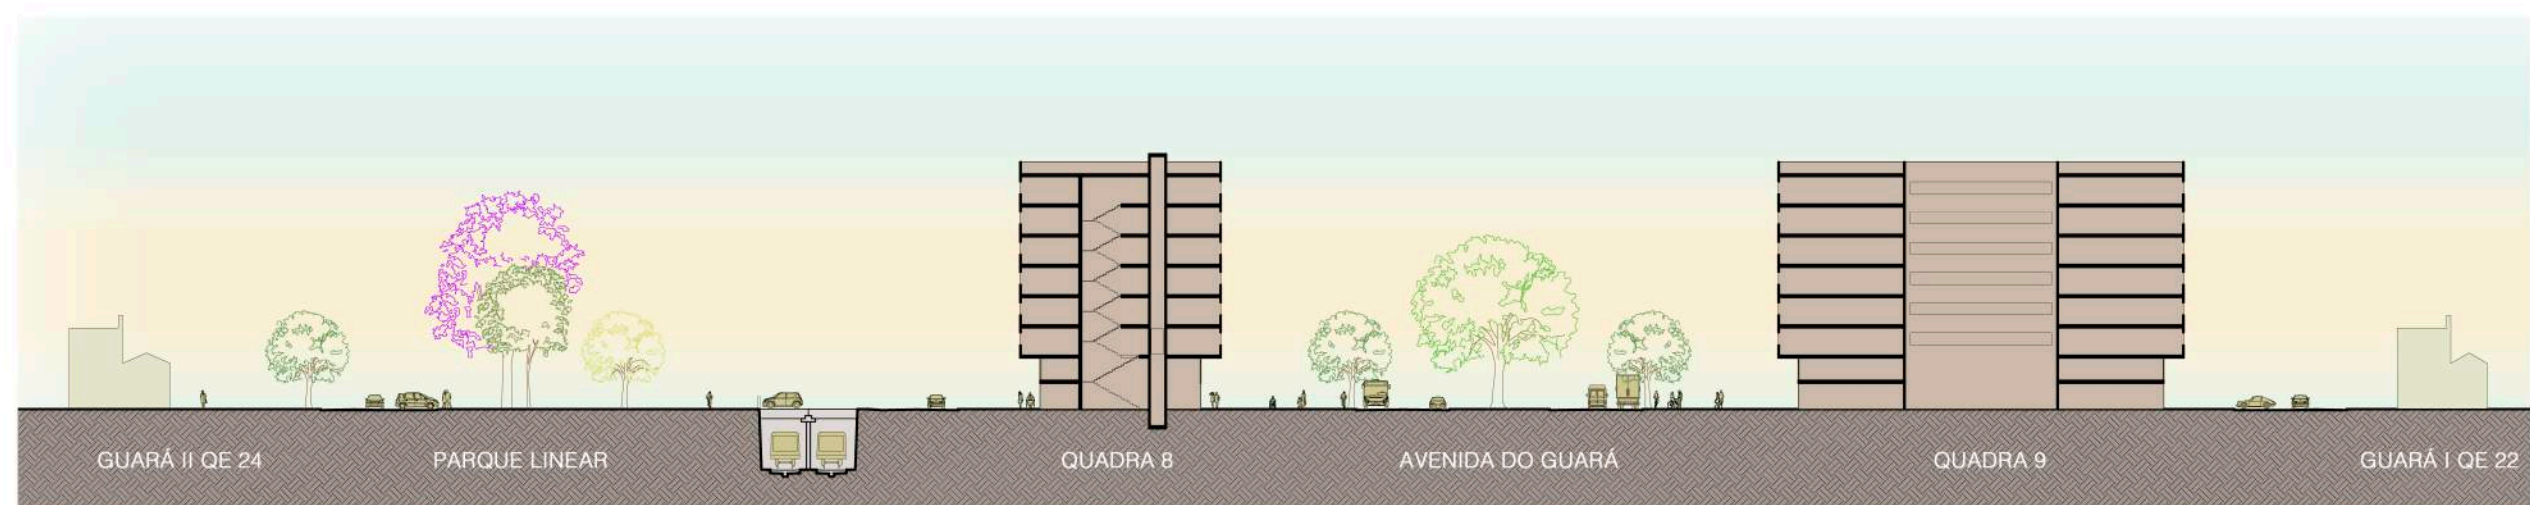 GUARÁ II QE 24
PARQUE LINEAR
QUADRA 8
AVENIDA DO GUARÁ
QUADRA 9
GUARÁ I QE 22